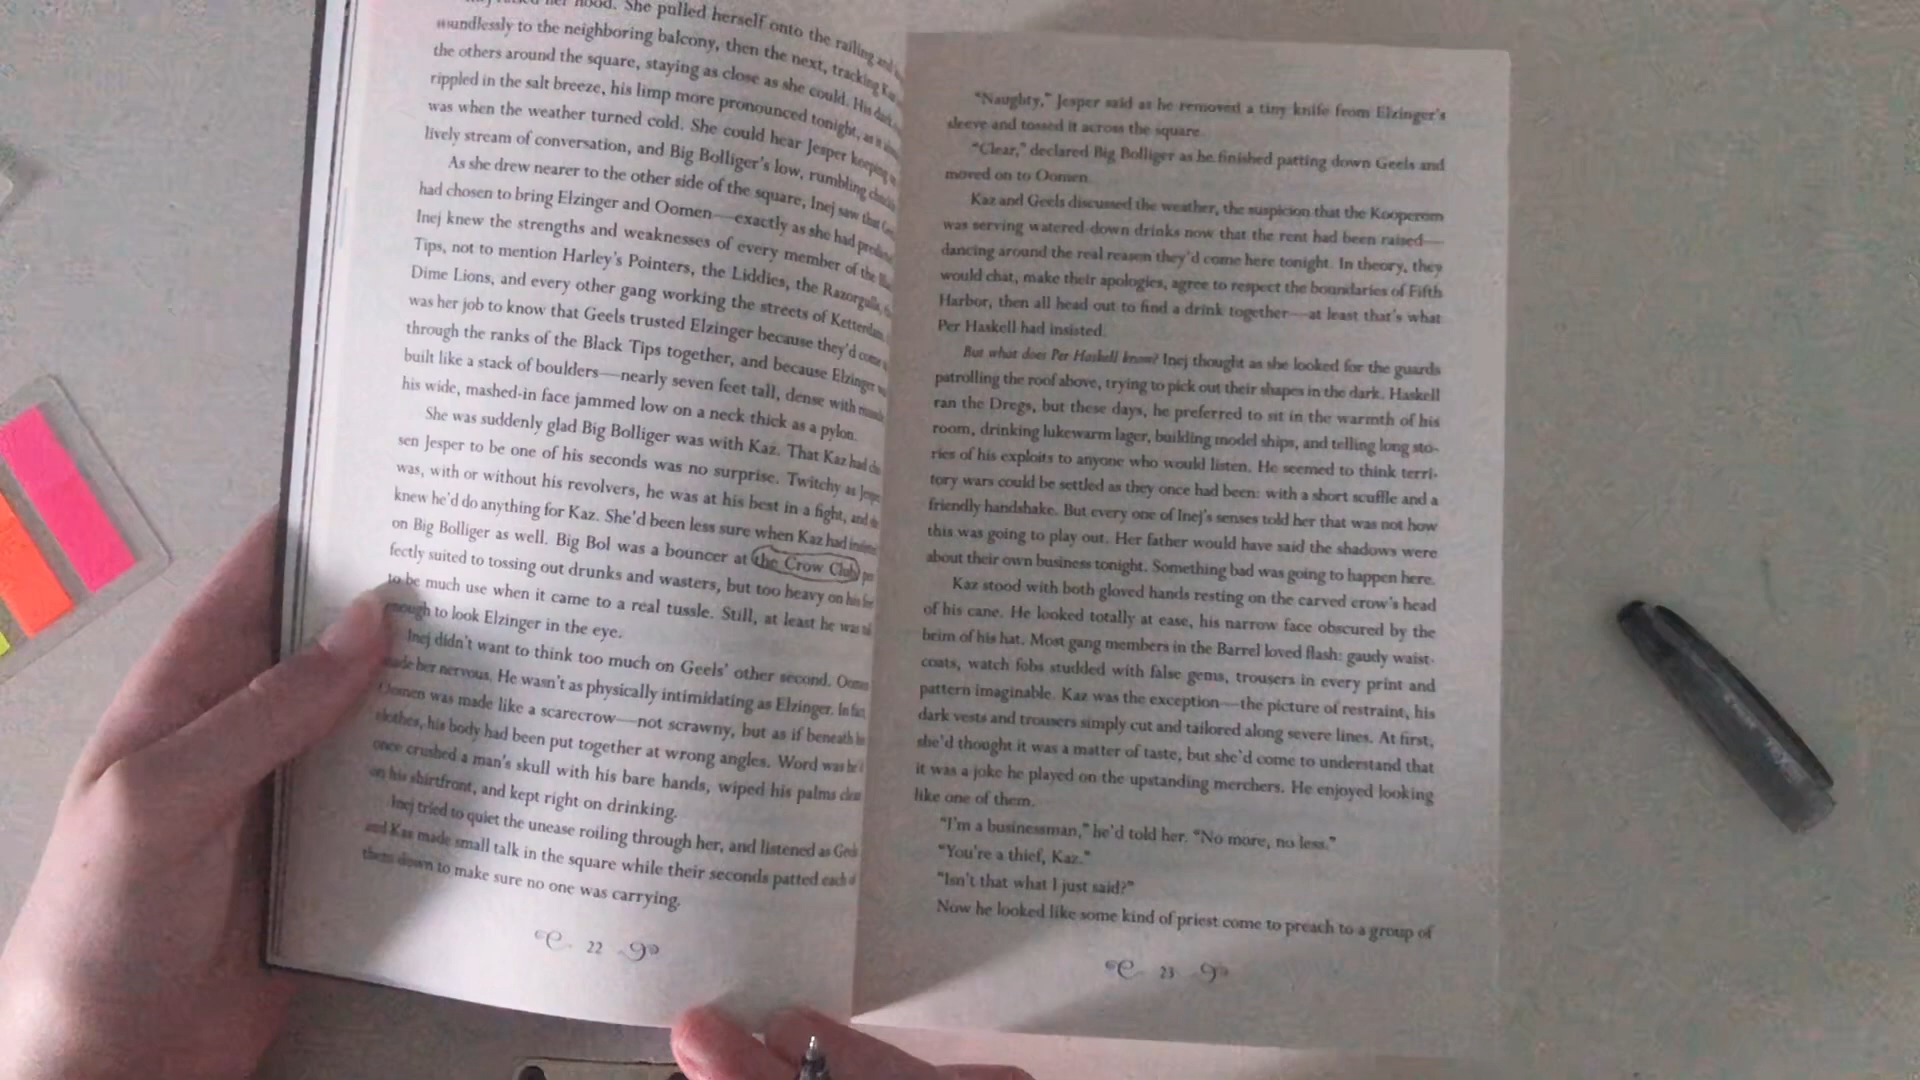 her hood. She pulled herself onto the railing and
soundlessly to the neighboring balcony, then the next, tracking
the others around the square, staying as close as she could. His dark
rippled in the salt breeze, his limp more pronounced tonight, as it
was when the weather turned cold. She could hear Jesper keeping
lively stream of conversation, and Big Bolliger's low, rumbling
As she drew nearer to the other side of the square, Inej saw that
had chosen to bring Elzinger and Oomen—exactly as she had
Inej knew the strengths and weaknesses of every member of the
Tips, not to mention Harley's Pointers, the Liddies, the Razorgulls,
Dime Lions, and every other gang working the streets of Ketterdam.
was her job to know that Geels trusted Elzinger because they'd come
through the ranks of the Black Tips together, and because Elzinger
built like a stack of boulders—nearly seven feet tall, dense with
his wide, mashed-in face jammed low on a neck thick as a pylon.
She was suddenly glad Big Bolliger was with Kaz. That Kaz had
sen Jesper to be one of his seconds was no surprise. Twitchy as
was, with or without his revolvers, he was at his best in a fight, and
knew he'd do anything for Kaz. She'd been less sure when Kaz had
on Big Bolliger as well. Big Bol was a bouncer at the Crow Club,
fectly suited to tossing out drunks and wasters, but too heavy on his
to be much use when it came to a real tussle. Still, at least he was
enough to look Elzinger in the eye.
Inej didn't want to think too much on Geels' other second. Oomen
made her nervous. He wasn't as physically intimidating as Elzinger. In fact,
Oomen was made like a scarecrow—not scrawny, but as if beneath
clothes, his body had been put together at wrong angles. Word was
once crushed a man's skull with his bare hands, wiped his palms clean
on his shirtfront, and kept right on drinking.
Inej tried to quiet the unease roiling through her, and listened as Geels
and Kaz made small talk in the square while their seconds patted each
them down to make sure no one was carrying.
22
"Naughty," Jesper said as he removed a tiny knife from Elzinger's
sleeve and tossed it across the square.
"Clear," declared Big Bolliger as he finished patting down Geels and
moved on to Oomen.
Kaz and Geels discussed the weather, the suspicion that the Kooperom
was serving watered-down drinks now that the rent had been raised—
dancing around the real reason they'd come here tonight. In theory, they
would chat, make their apologies, agree to respect the boundaries of Fifth
Harbor, then all head out to find a drink together—at least that's what
Per Haskell had insisted.
But what does Per Haskell know? Inej thought as she looked for the guards
patrolling the roof above, trying to pick out their shapes in the dark. Haskell
ran the Dregs, but these days, he preferred to sit in the warmth of his
room, drinking lukewarm lager, building model ships, and telling long sto-
ries of his exploits to anyone who would listen. He seemed to think terri-
tory wars could be settled as they once had been: with a short scuffle and a
friendly handshake. But every one of Inej's senses told her that was not how
this was going to play out. Her father would have said the shadows were
about their own business tonight. Something bad was going to happen here.
Kaz stood with both gloved hands resting on the carved crow's head
of his cane. He looked totally at ease, his narrow face obscured by the
brim of his hat. Most gang members in the Barrel loved flash: gaudy waist-
coats, watch fobs studded with false gems, trousers in every print and
pattern imaginable. Kaz was the exception—the picture of restraint, his
dark vests and trousers simply cut and tailored along severe lines. At first,
she'd thought it was a matter of taste, but she'd come to understand that
it was a joke he played on the upstanding merchers. He enjoyed looking
like one of them.
"I'm a businessman," he'd told her. "No more, no less."
"You're a thief, Kaz."
"Isn't that what I just said?"
Now he looked like some kind of priest come to preach to a group of
23